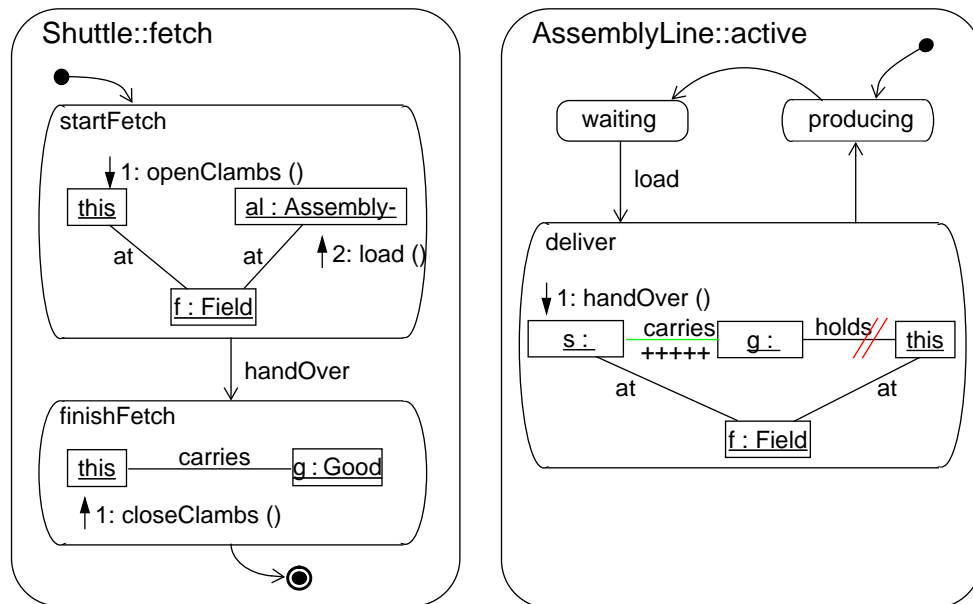 Shuttle::fetch
startFetch
1: openClambs ()
this
al : Assembly-
at
at
2: load ()
f : Field
handOver
finishFetch
this
carries
g : Good
1: closeClambs ()
AssemblyLine::active
waiting
producing
load
deliver
1: handOver ()
s :
carries
+++++
g :
holds
this
at
at
f : Field